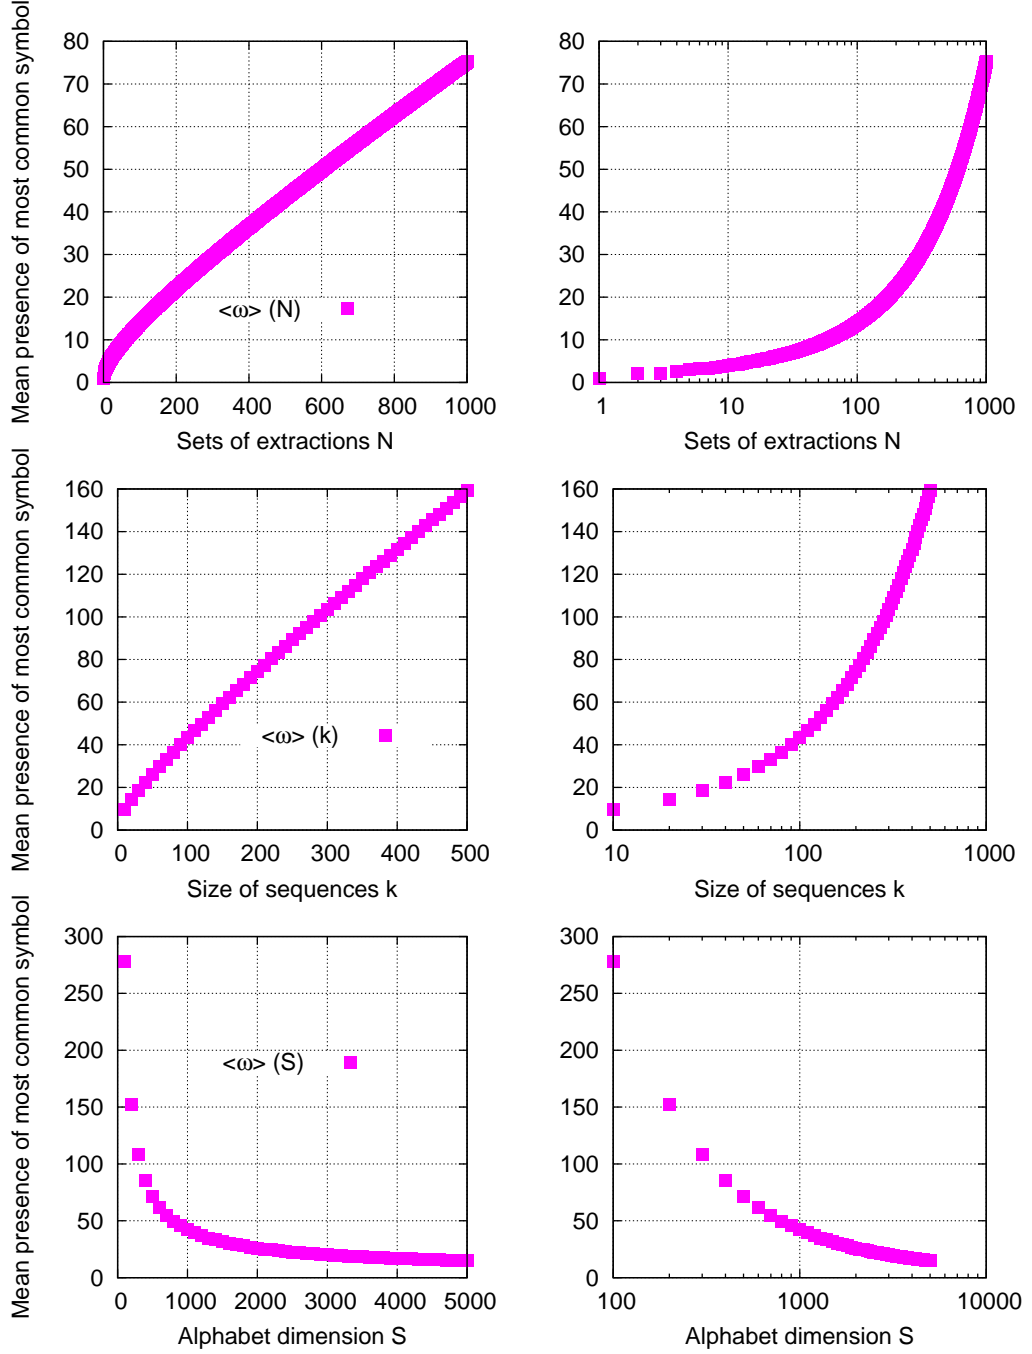 Mean presence of most common symbol
80
70
60
50
40
30
20
10
0
<ω> (N)
0 200 400 600 800 1000
Sets of extractions N
80
70
60
50
40
30
20
10
0
1 10 100 1000
Sets of extractions N
Mean presence of most common symbol
160
140
120
100
80
60
40
20
0
<ω> (k)
0 100 200 300 400 500
Size of sequences k
160
140
120
100
80
60
40
20
0
10 100 1000
Size of sequences k
Mean presence of most common symbol
300
250
200
150
100
50
0
<ω> (S)
0 1000 2000 3000 4000 5000
Alphabet dimension S
300
250
200
150
100
50
0
100 1000 10000
Alphabet dimension S